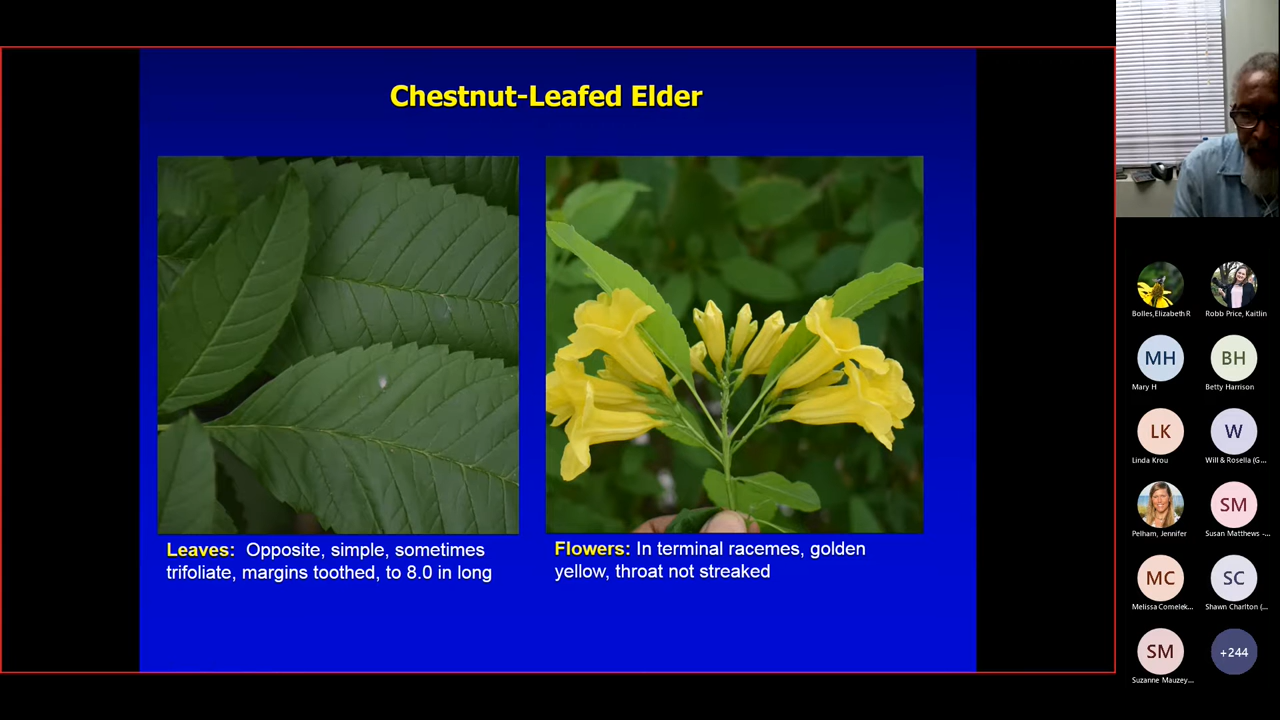 Chestnut-Leafed Elder
Leaves: Opposite, simple, sometimes
trifoliate, margins toothed, to 8.0 in long
Flowers: In terminal racemes, golden
yellow, throat not streaked
Bolles,Elizabeth R
Robb Price, Kaitlin
MH
Mary H
BH
Betty Harrison
LK
Linda Krou
W
Will & Rosella (G...
Pelham, Jennifer
SM
Susan Matthews -...
MC
Melissa Comelek...
SC
Shawn Charlton (...
SM
Suzanne Mauzey...
+244